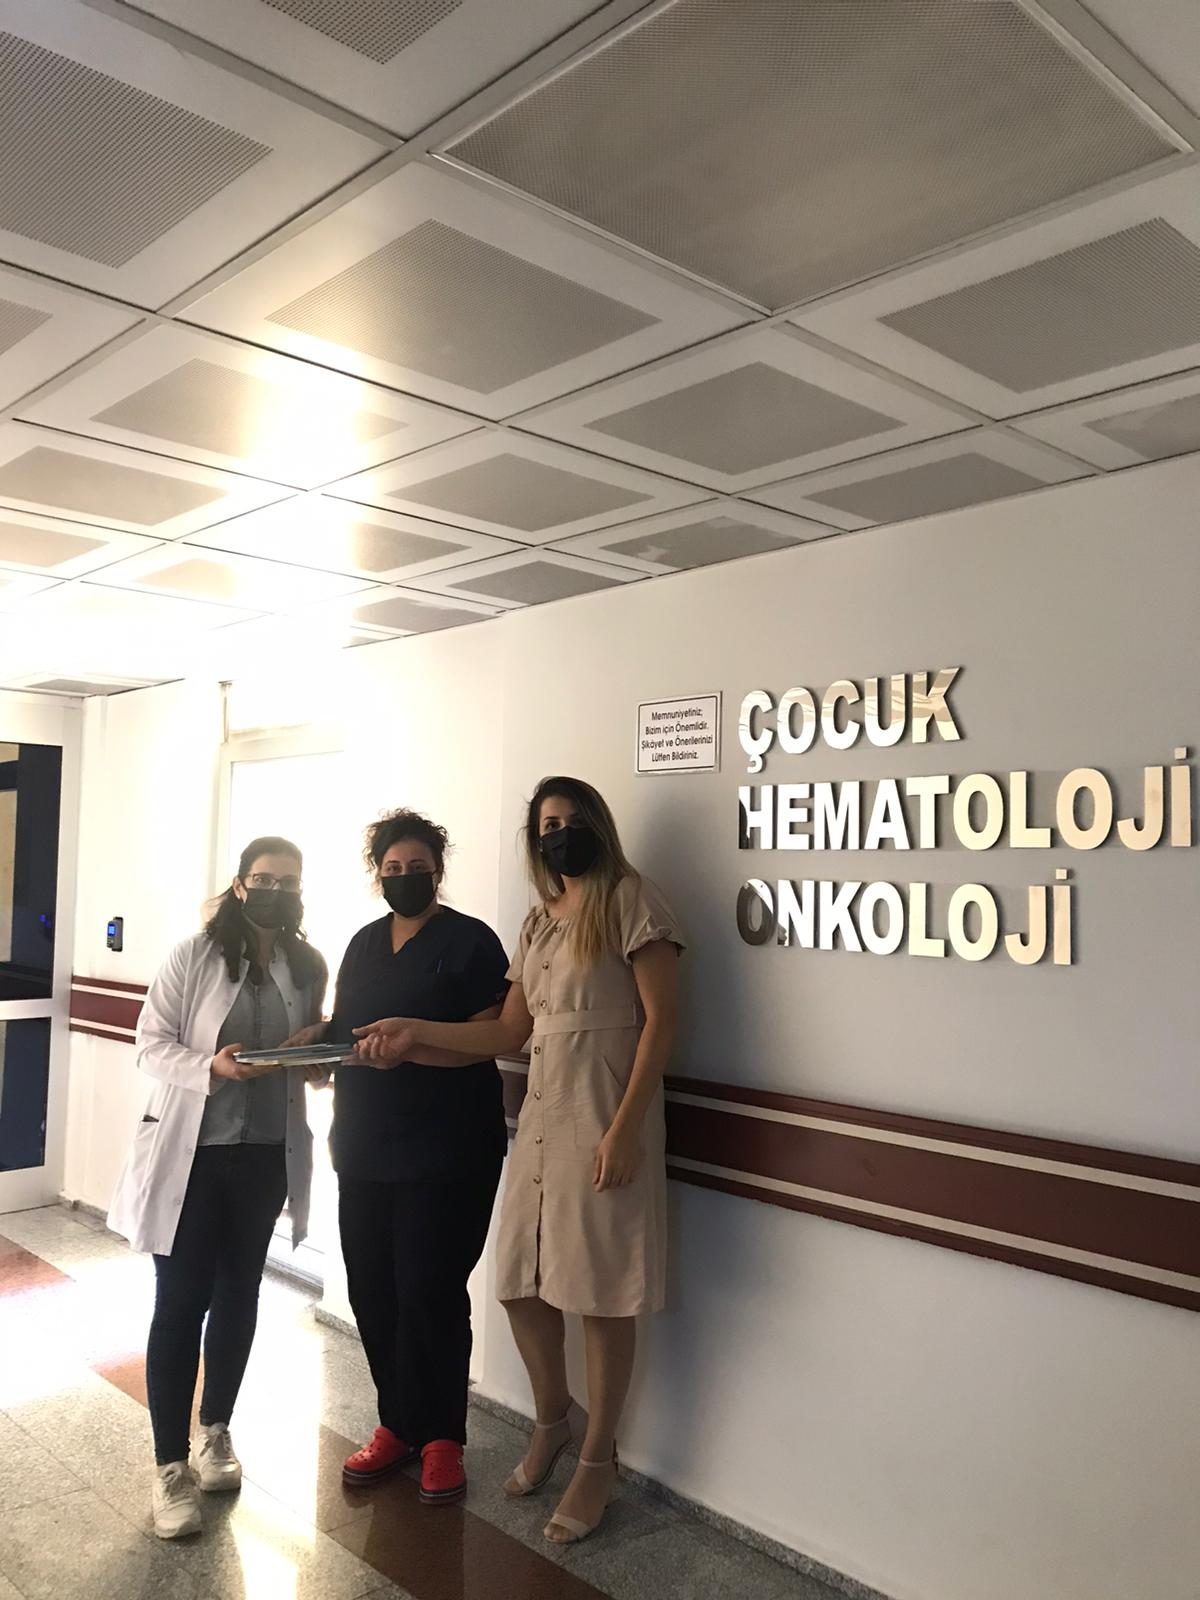 Memnuniyetiniz;
Bizim için Önemlidir.
Şikâyet ve Önerilerinizi
Lütfen Bildiriniz.
ÇOCUK
HEMATOLOJİ
ONKOLOJİ